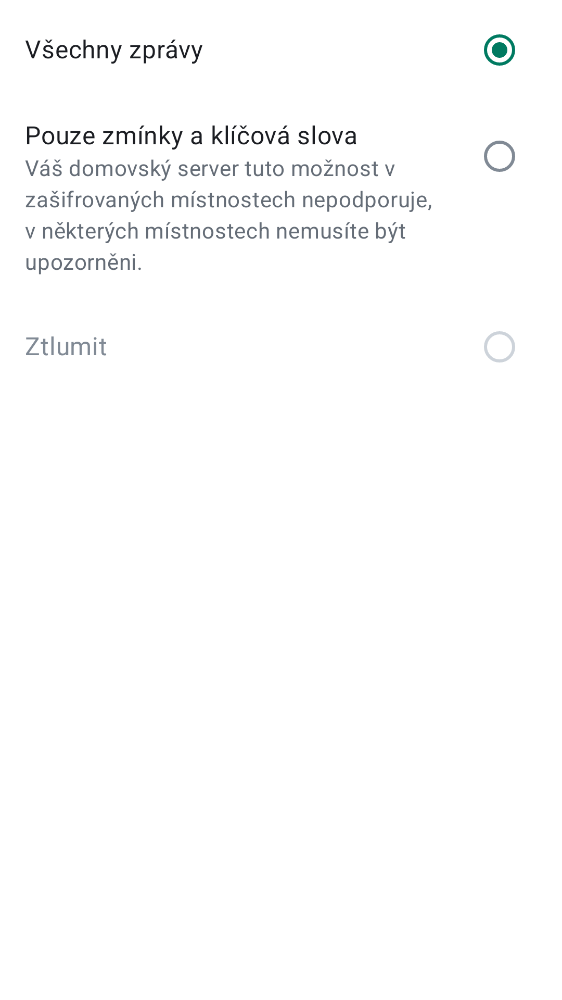 Všechny zprávy
Pouze zmínky a klíčová slova
Váš domovský server tuto možnost v
zašifrovaných místnostech nepodporuje,
v některých místnostech nemusíte být
upozorněni.
Ztlumit